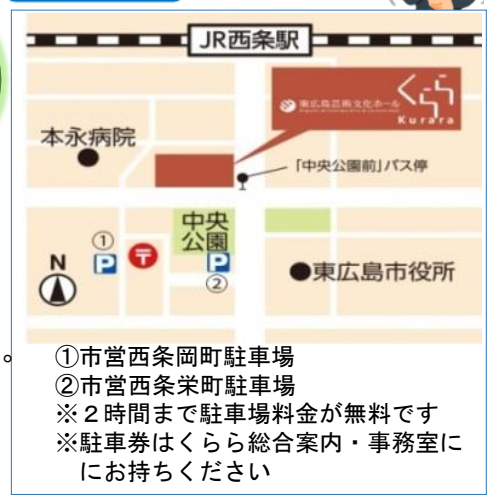 JR西条駅
東広島芸術文化ホール
くらら
Kurara
本永病院
「中央公園前」バス停
中央
公園
①
P
〒
P
②
N
●東広島市役所
。
①市営西条岡町駐車場
②市営西条栄町駐車場
※２時間まで駐車場料金が無料です
※駐車券はくらら総合案内・事務室に
にお持ちください